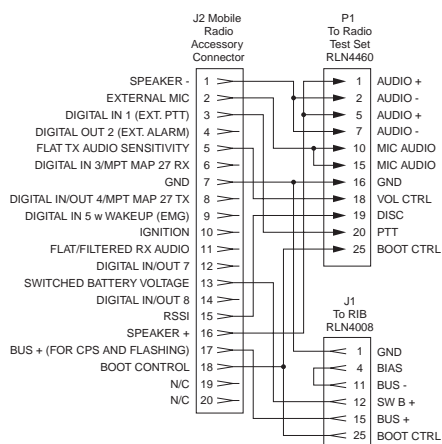 J2 Mobile
Radio
Accessory
Connector
SPEAKER - 1
EXTERNAL MIC 2
DIGITAL IN 1 (EXT. PTT) 3
DIGITAL OUT 2 (EXT. ALARM) 4
FLAT TX AUDIO SENSITIVITY 5
DIGITAL IN 3/MPT MAP 27 RX 6
GND 7
DIGITAL IN/OUT 4/MPT MAP 27 TX 8
DIGITAL IN 5 w WAKEUP (EMG) 9
IGNITION 10
FLAT/FILTERED RX AUDIO 11
DIGITAL IN/OUT 7 12
SWITCHED BATTERY VOLTAGE 13
DIGITAL IN/OUT 8 14
RSSI 15
SPEAKER + 16
BUS + (FOR CPS AND FLASHING) 17
BOOT CONTROL 18
N/C 19
N/C 20
P1
To Radio
Test Set
RLN4460
1 AUDIO +
2 AUDIO -
5 AUDIO +
7 AUDIO -
10 MIC AUDIO
15 MIC AUDIO
16 GND
18 VOL CTRL
19 DISC
20 PTT
25 BOOT CTRL
J1
To RIB
RLN4008
1 GND
4 BIAS
11 BUS -
12 SW B +
15 BUS +
25 BOOT CTRL